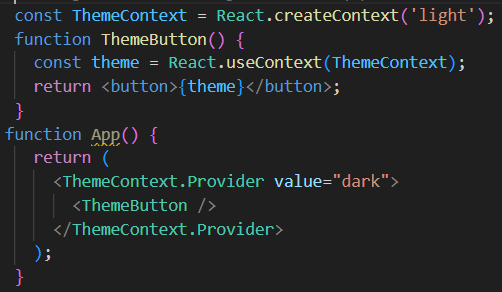 const ThemeContext = React.createContext('light');
function ThemeButton() {
const theme = React.useContext(ThemeContext);
return <button>{theme}</button>;
}
function App() {
return (
<ThemeContext.Provider value="dark">
<ThemeButton />
</ThemeContext.Provider>
);
}